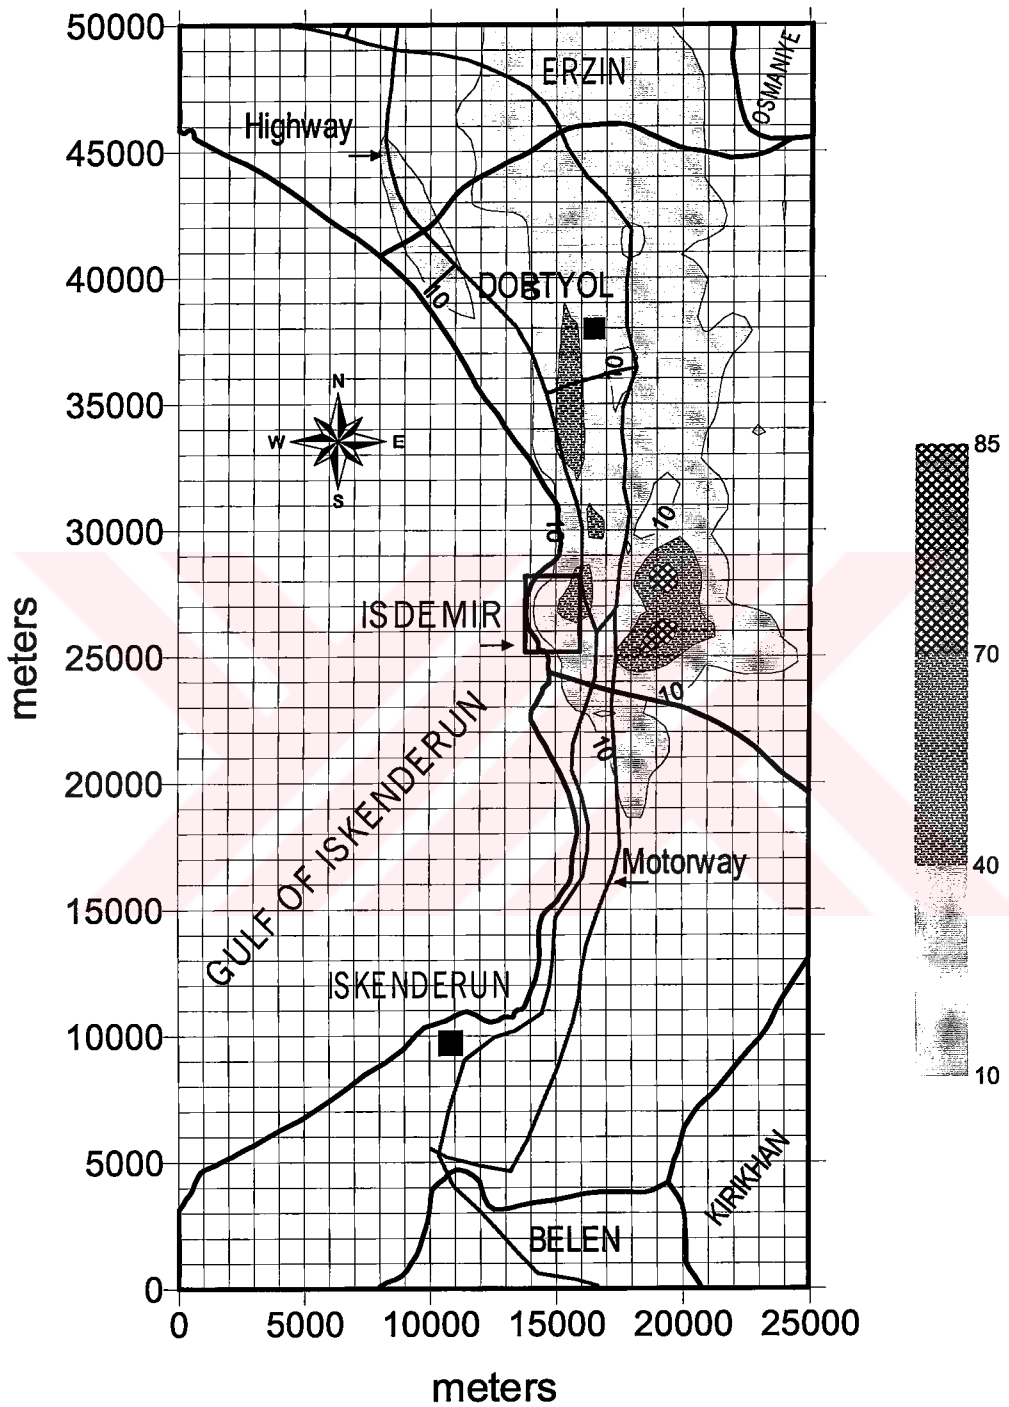 50000
ERZIN
OSMANIYE
Highway
45000
40000
DORTYOL
10
10
35000
N
W E
S
85
30000
10
10
ISDEMIR
25000
70
10
10
meters
GULF OF ISKENDERUN
20000
40
Motorway
15000
ISKENDERUN
10000
10
5000
KIRIKHAN
BELEN
0
0 5000 10000 15000 20000 25000
meters